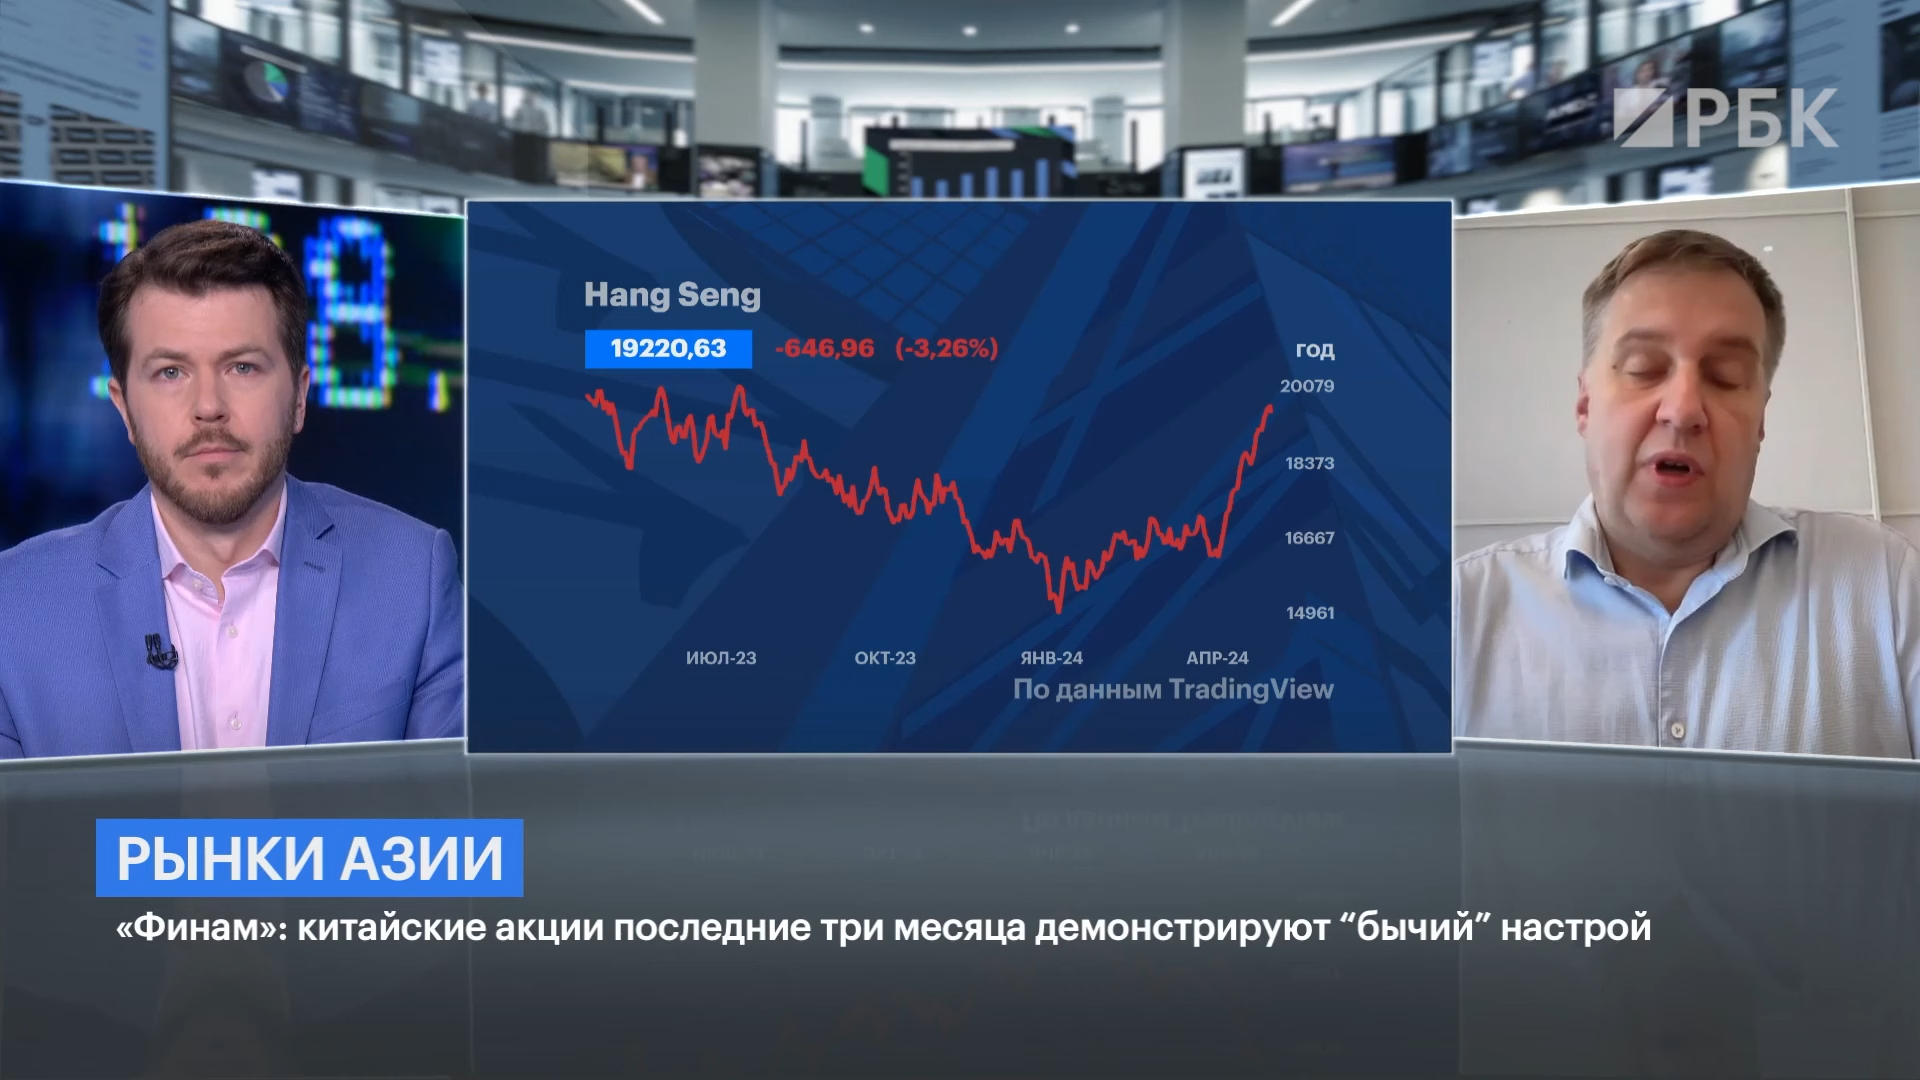 РБК
Hang Seng
19220,63 -646,96 (-3,26%)
ГОД
20079
18373
16667
14961
ИЮЛ-23 ОКТ-23 ЯНВ-24 АПР-24
По данным TradingView
РЫНКИ АЗИИ
«Финам»: китайские акции последние три месяца демонстрируют “бычий” настрой